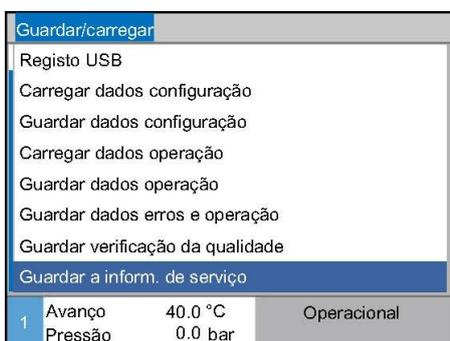 Guardar/carregar
Registo USB
Carregar dados configuração
Guardar dados configuração
Carregar dados operação
Guardar dados operação
Guardar dados erros e operação
Guardar verificação da qualidade
Guardar a inform. de serviço
1 Avanço 40.0 °C Operacional
Pressão 0.0 bar